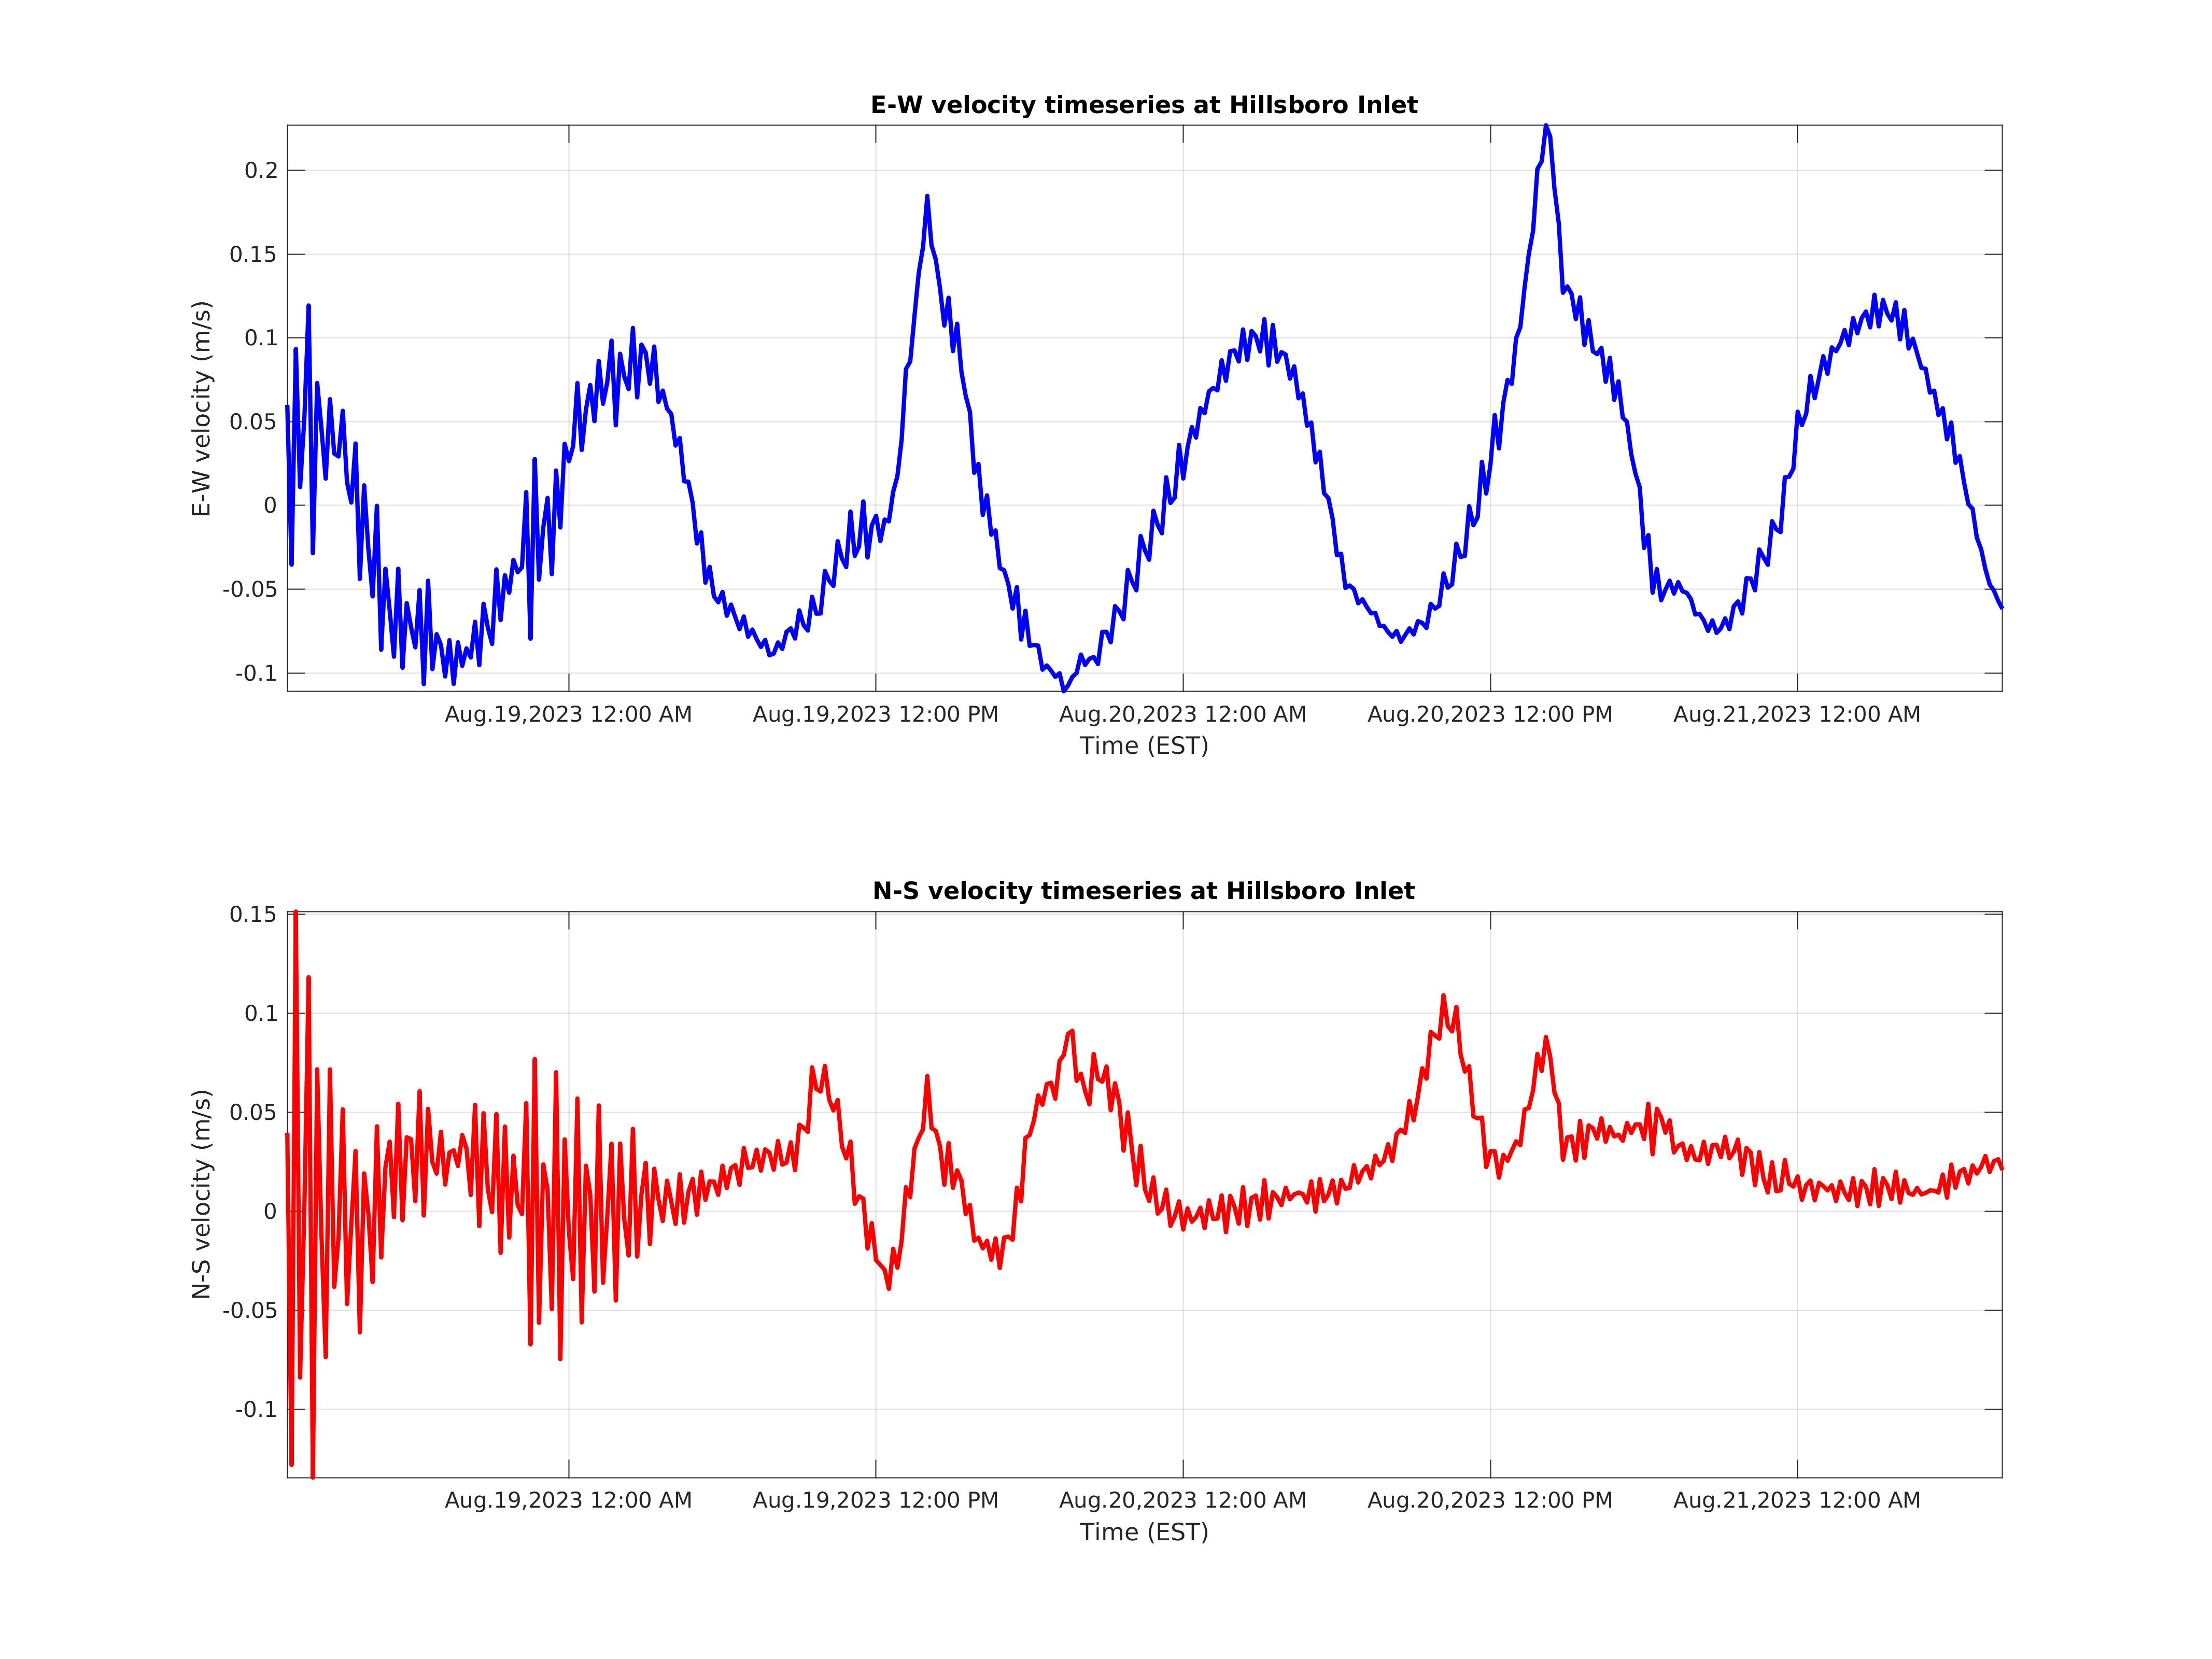 E-W velocity timeseries at Hillsboro Inlet
E-W velocity (m/s)
0.2
0.15
0.1
0.05
0
-0.05
-0.1
Aug.19,2023 12:00 AM Aug.19,2023 12:00 PM Aug.20,2023 12:00 AM Aug.20,2023 12:00 PM Aug.21,2023 12:00 AM
Time (EST)
N-S velocity timeseries at Hillsboro Inlet
N-S velocity (m/s)
0.15
0.1
0.05
0
-0.05
-0.1
Aug.19,2023 12:00 AM Aug.19,2023 12:00 PM Aug.20,2023 12:00 AM Aug.20,2023 12:00 PM Aug.21,2023 12:00 AM
Time (EST)